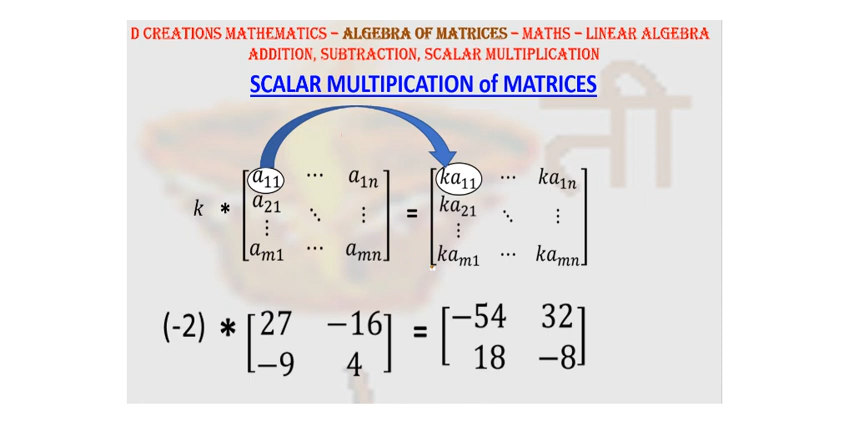 D CREATIONS MATHEMATICS – ALGEBRA OF MATRICES – MATHS – LINEAR ALGEBRA
ADDITION, SUBTRACTION, SCALAR MULTIPLICATION
SCALAR MULTIPICATION of MATRICES
नी
a₁₁ ⋯ a₁ₙ ka₁₁ ⋯ ka₁ₙ
k * a₂₁ ⋱ ⋮ = ka₂₁ ⋱ ⋮
⋮ ⋮
aₘ₁ ⋯ aₘₙ kaₘ₁ ⋯ kaₘₙ
(-2) * [27 −16] = [−54 32]
[−9 4] [18 −8]